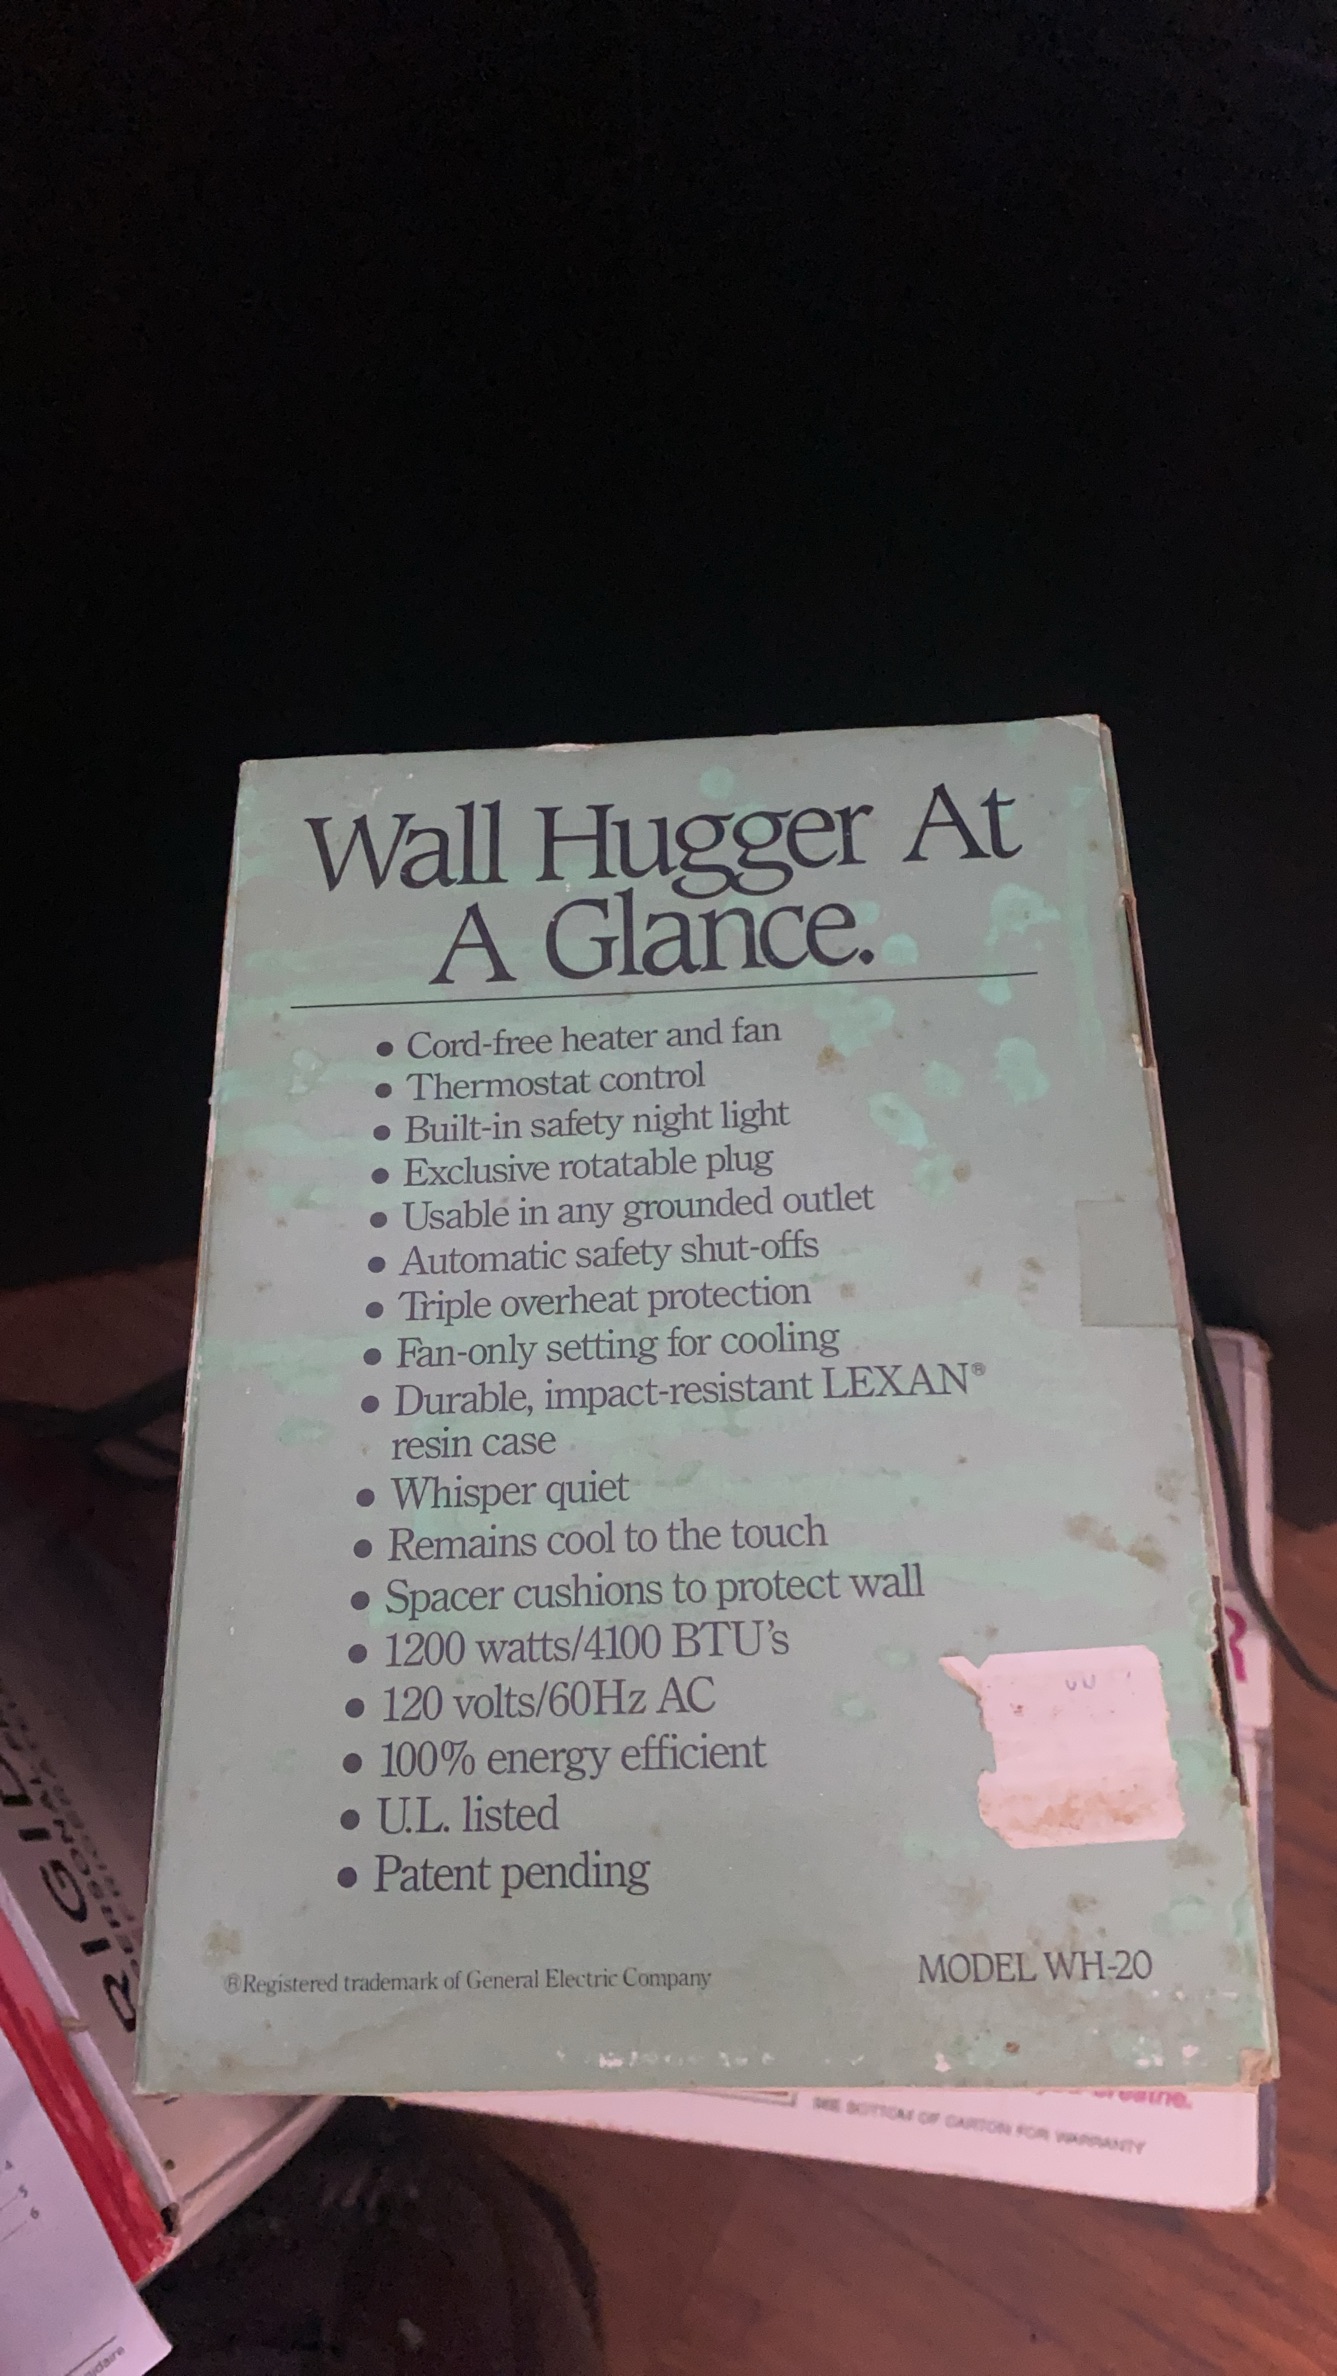 Wall Hugger At
A Glance.
• Cord-free heater and fan
• Thermostat control
• Built-in safety night light
• Exclusive rotatable plug
• Usable in any grounded outlet
• Automatic safety shut-offs
• Triple overheat protection
• Fan-only setting for cooling
• Durable, impact-resistant LEXAN®
resin case
• Whisper quiet
• Remains cool to the touch
• Spacer cushions to protect wall
• 1200 watts/4100 BTU's
• 120 volts/60Hz AC
• 100% energy efficient
• U.L. listed
• Patent pending
®Registered trademark of General Electric Company
MODEL WH-20
SEE BOTTOM OF CARTON FOR WARRANTY
4
5
6